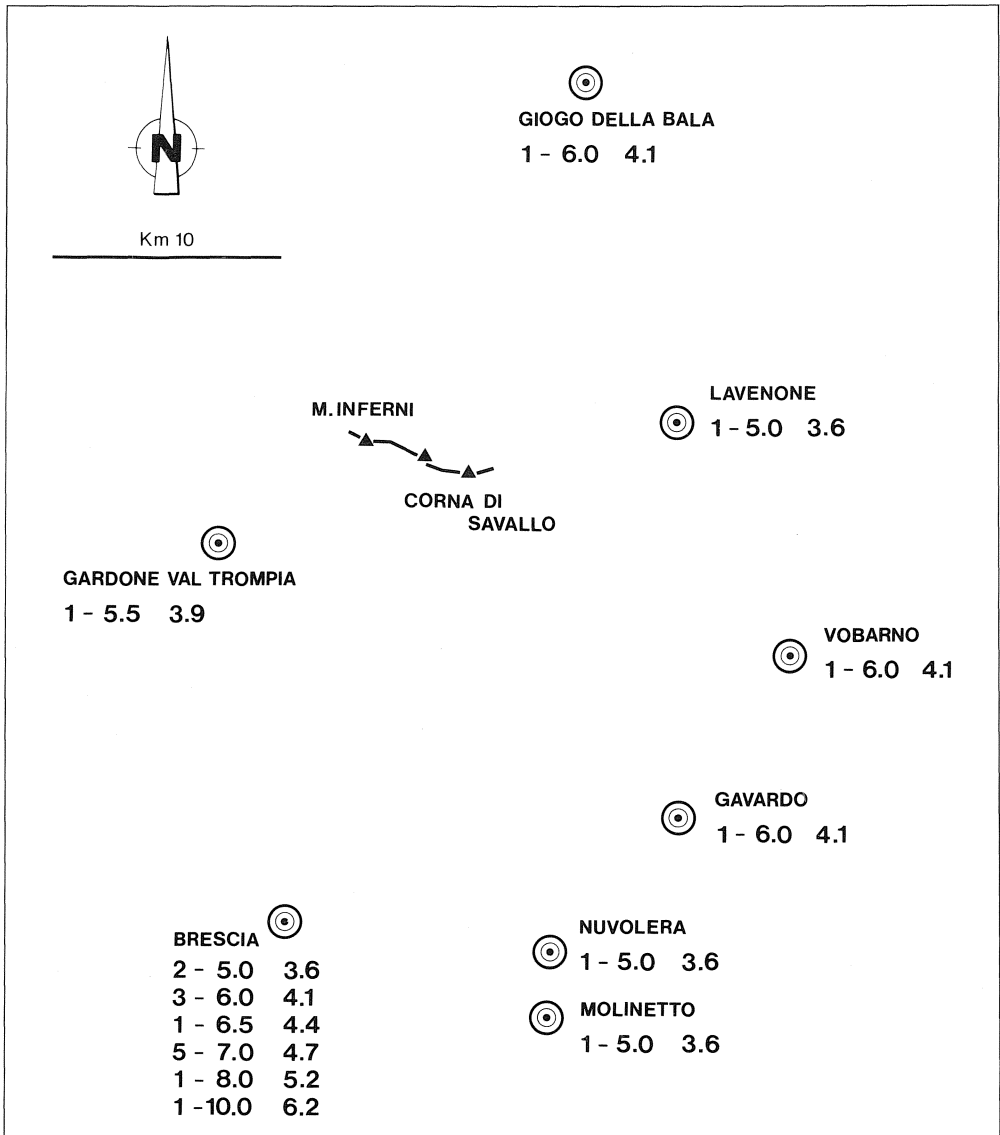 GIOGO DELLA BALA
1 - 6.0 4.1
N
Km 10
LAVENONE
1 - 5.0 3.6
M. INFERNI
CORNA DI
SAVALLO
GARDONE VAL TROMPIA
1 - 5.5 3.9
VOBARNO
1 - 6.0 4.1
GAVARDO
1 - 6.0 4.1
BRESCIA
2 - 5.0 3.6
3 - 6.0 4.1
1 - 6.5 4.4
5 - 7.0 4.7
1 - 8.0 5.2
1 - 10.0 6.2
NUVOLERA
1 - 5.0 3.6
MOLINETTO
1 - 5.0 3.6